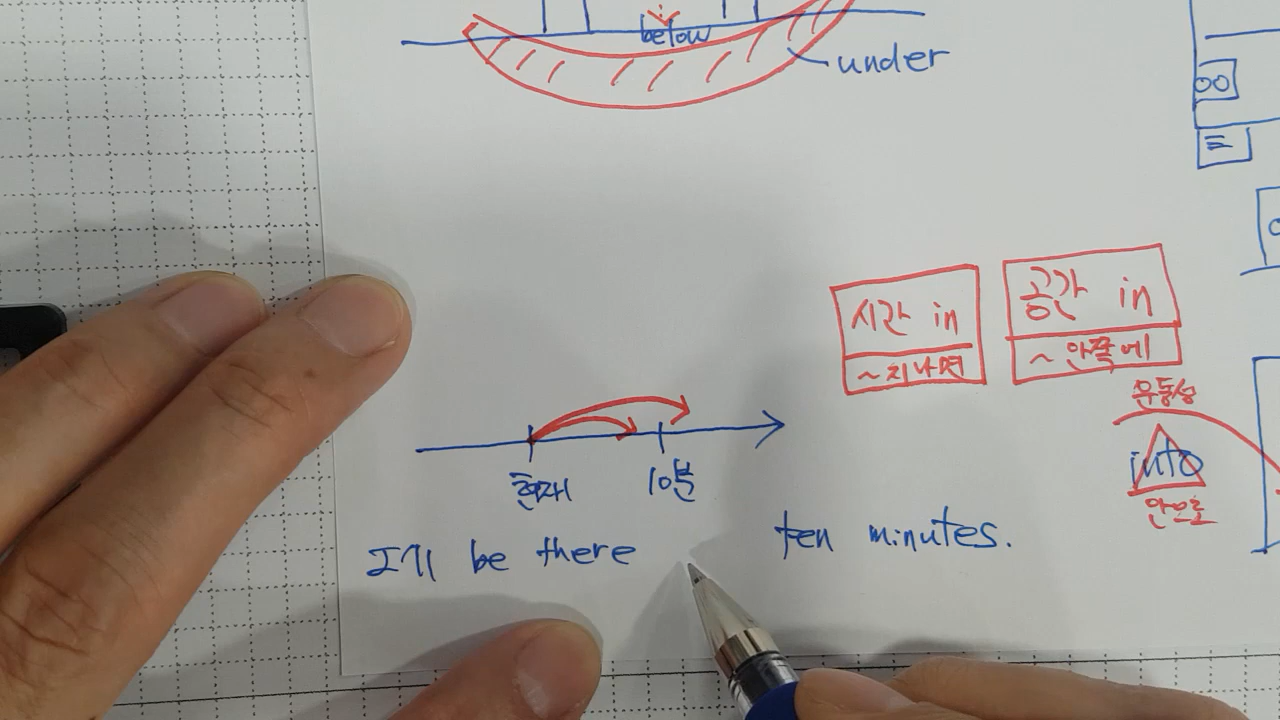 below
under
시간 in
~지나면
공간 in
~안쪽에
운동성
into
안으로
현재
10분
I'll be there ten minutes.